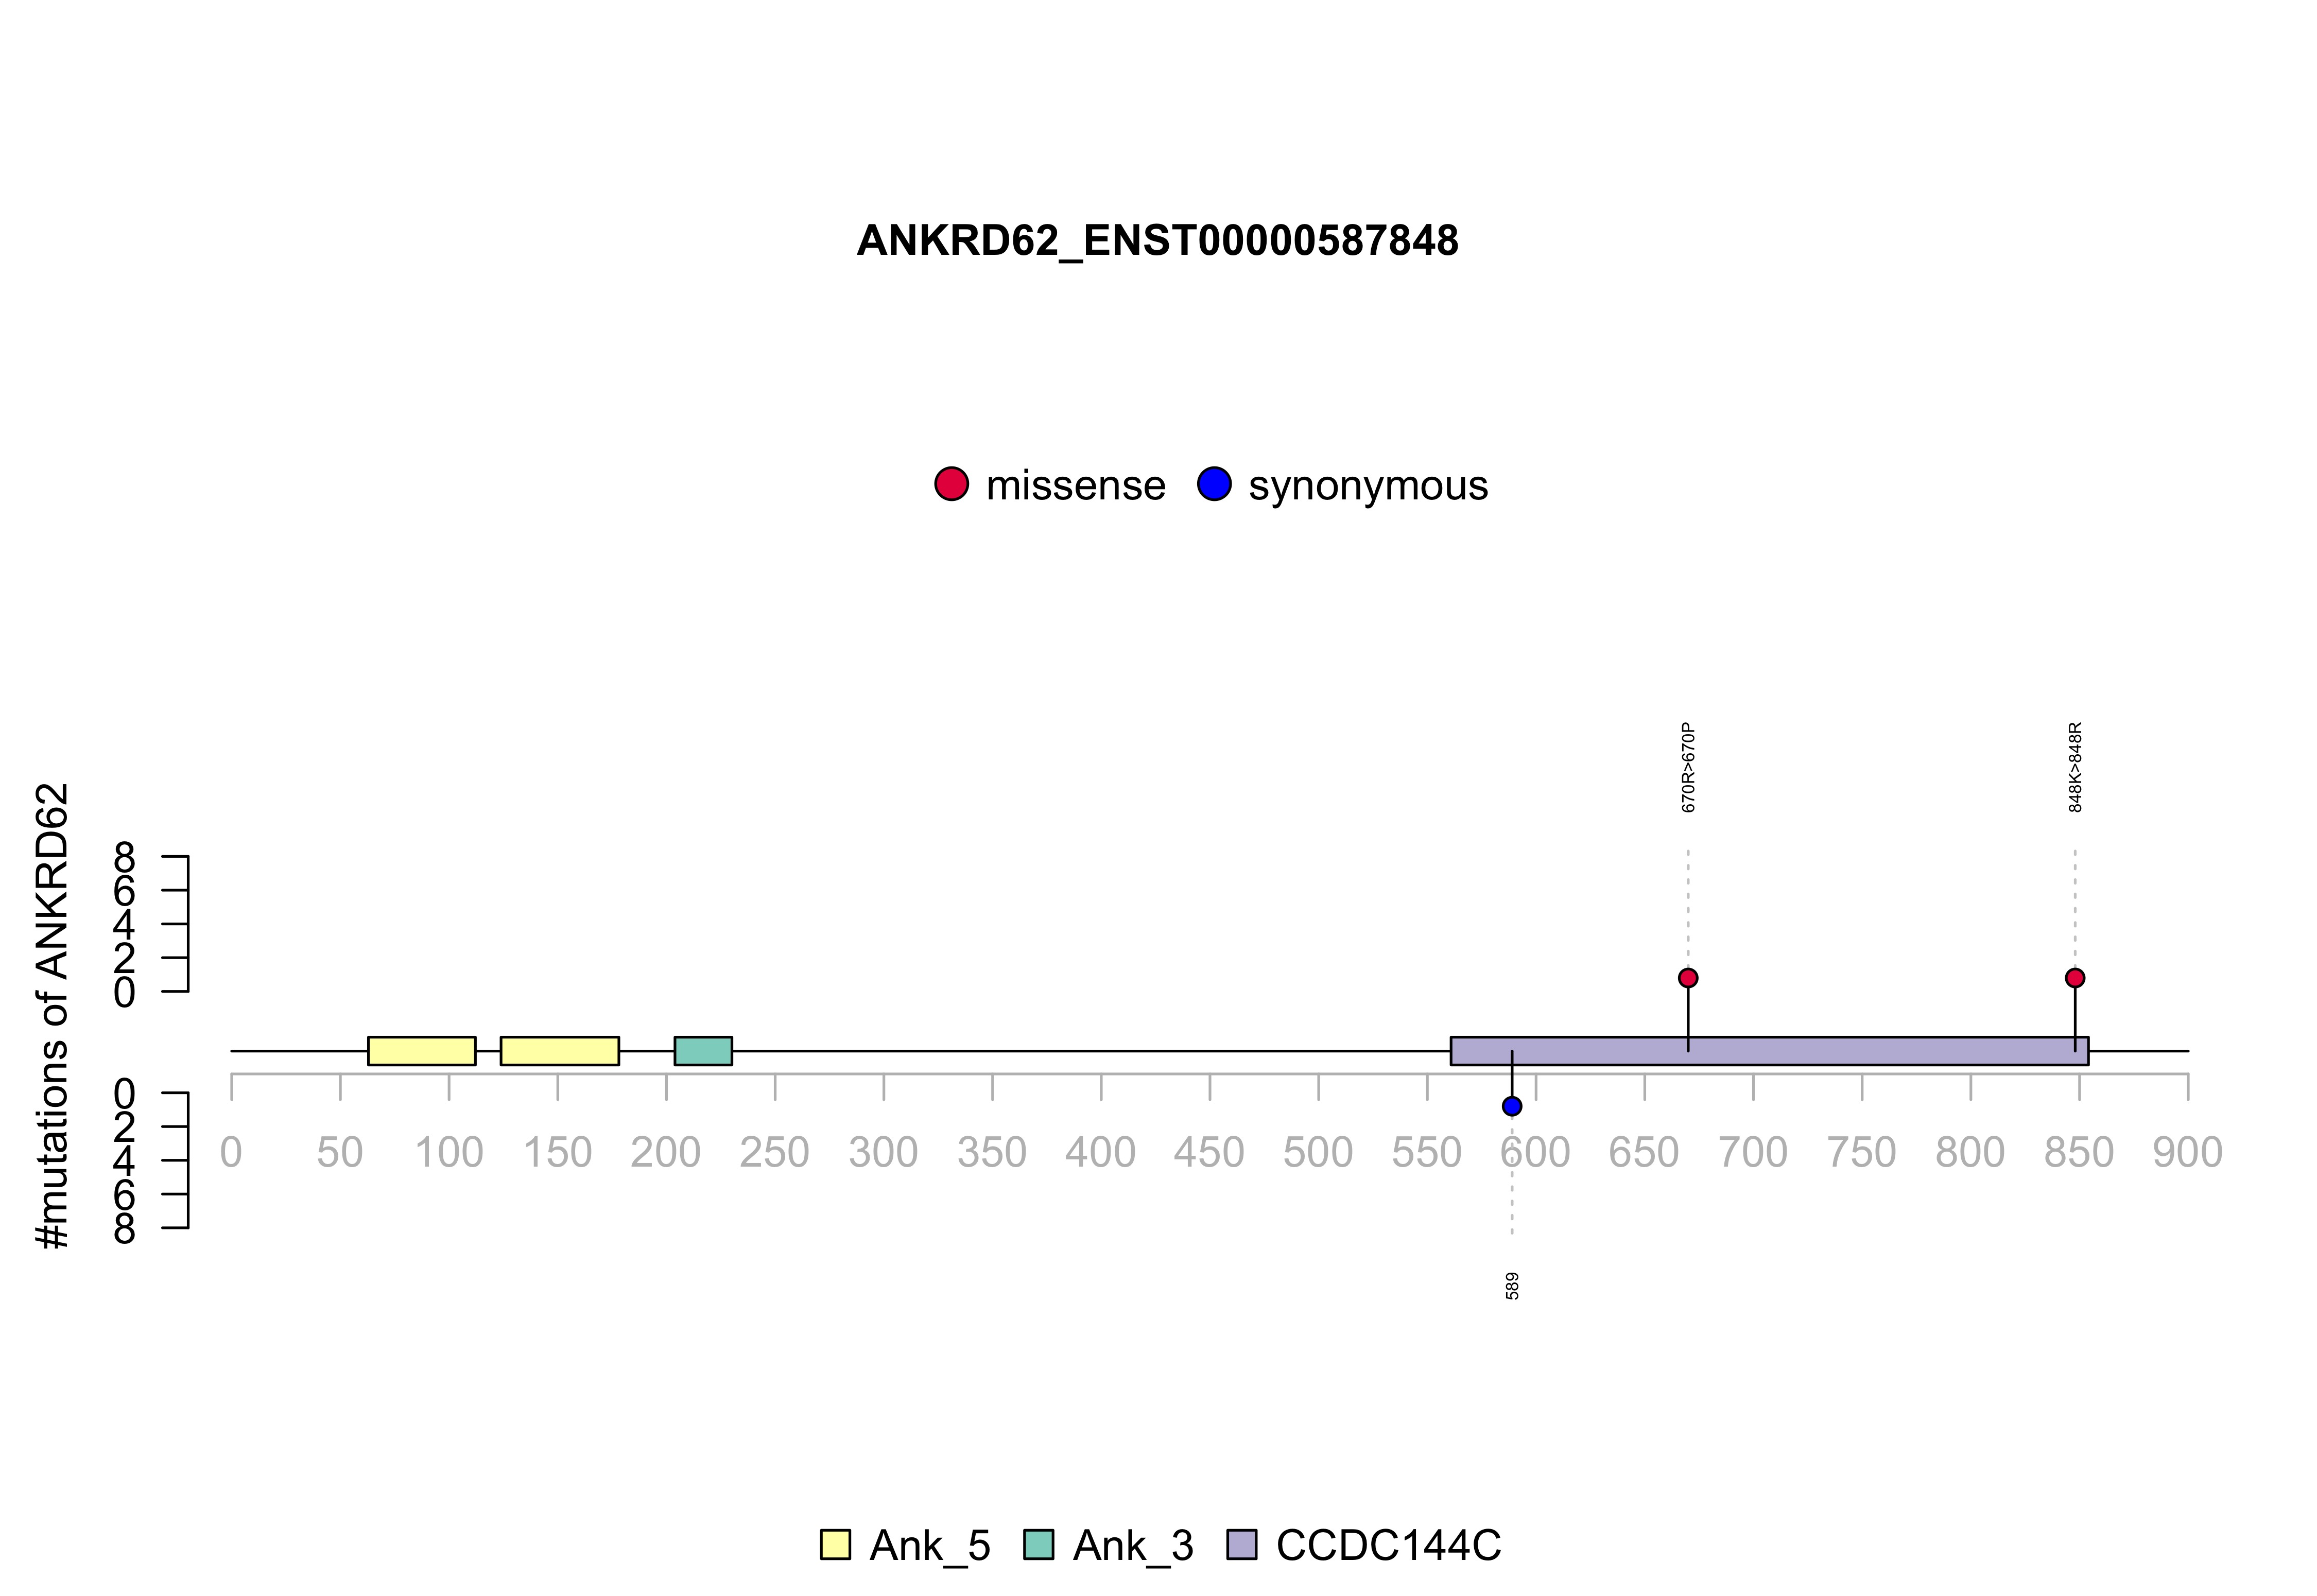 ANKRD62_ENST00000587848
missense synonymous
670R>670P
848K>848R
#mutations of ANKRD62
8
6
4
2
0
0
2
4
6
8
0 50 100 150 200 250 300 350 400 450 500 550 600 650 700 750 800 850 900
589
Ank_5 Ank_3 CCDC144C